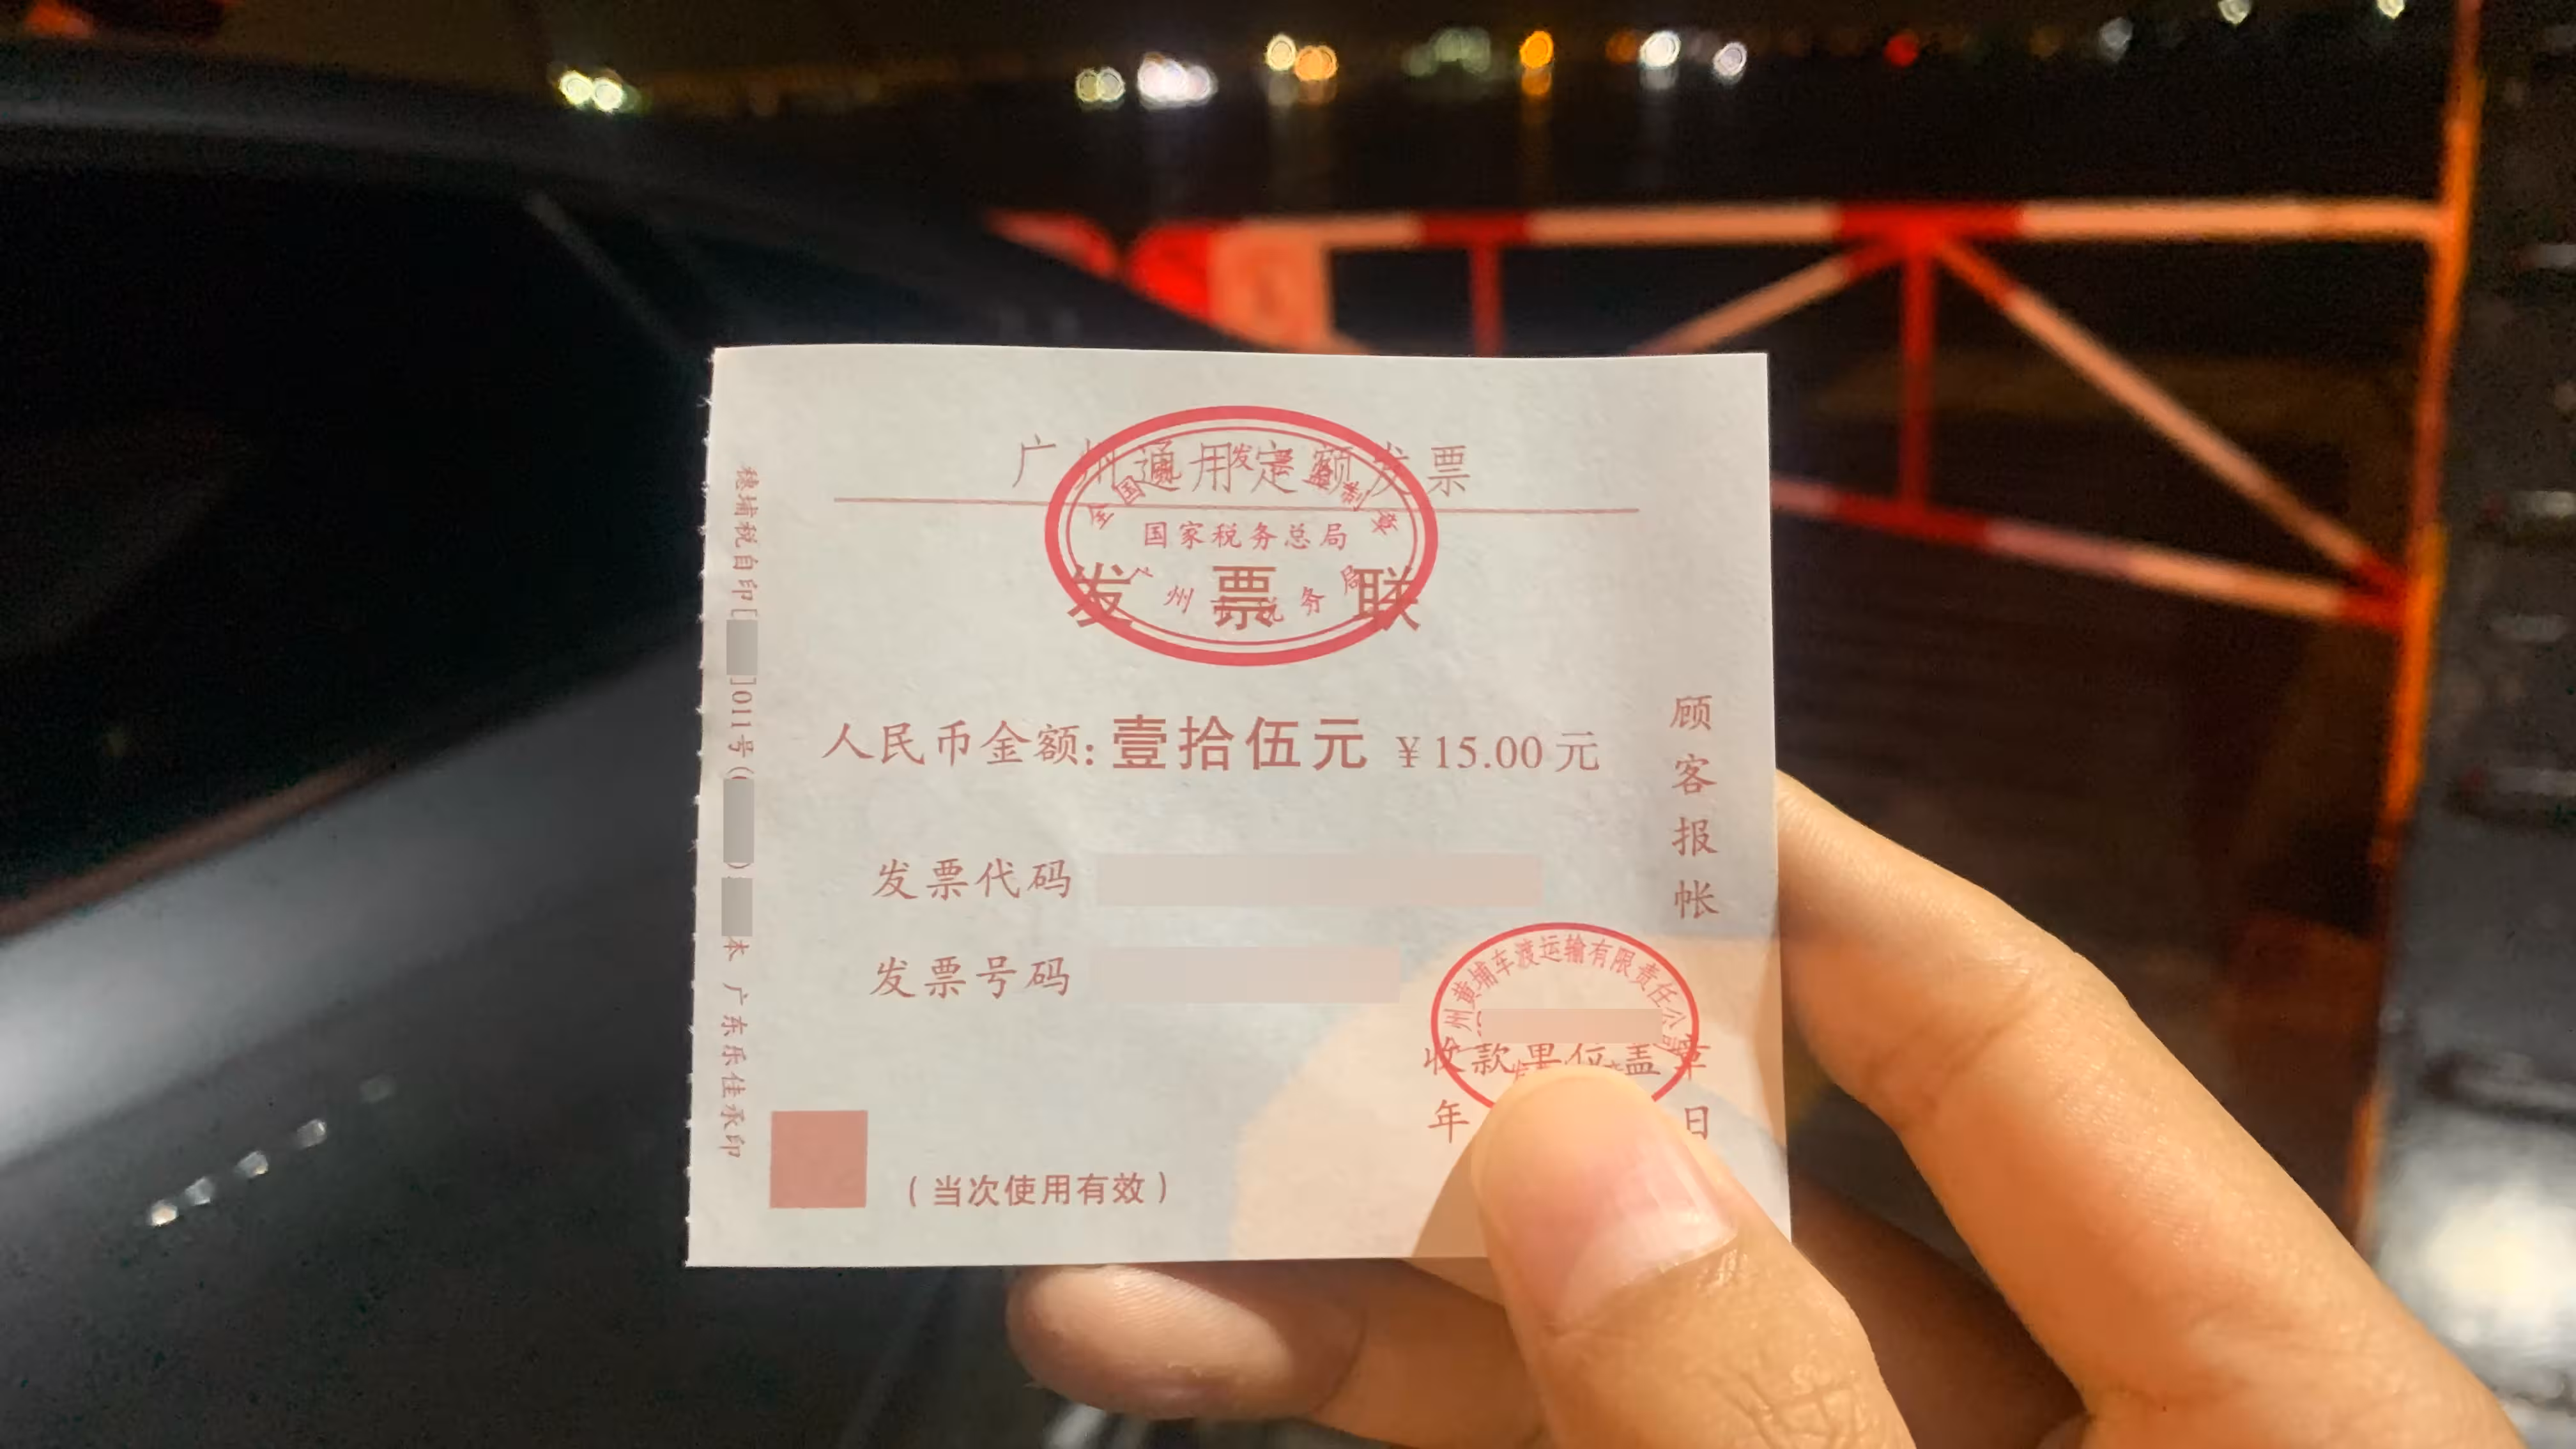 广州通用定额发票
全国统一发票监制章
国家税务总局
广州市税务局
发票联
人民币金额:壹拾伍元 ¥15.00元
发票代码
发票号码
顾客报帐
广州黄埔车渡运输有限责任公司
收款单位盖章
年 日
(当次使用有效)
穗埔税自印[ ]011号( ) 本 广东乐佳承印